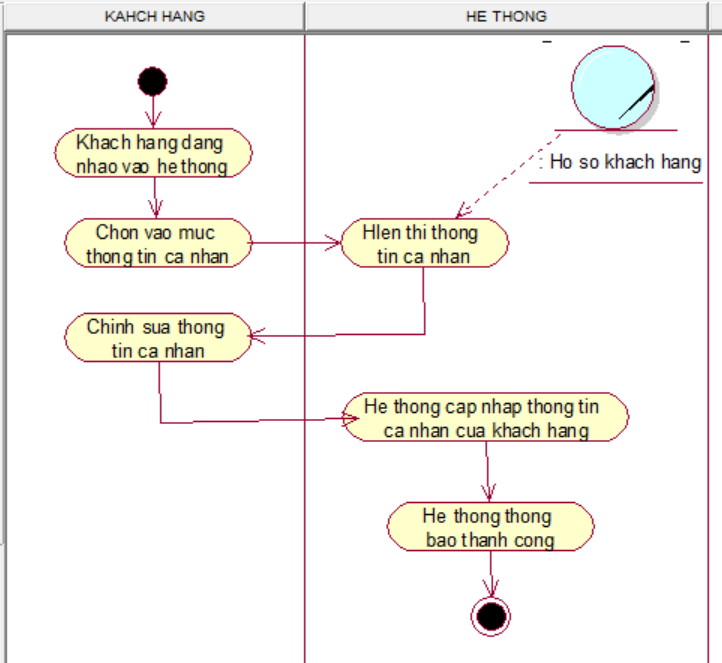 KAHCH HANG
HE THONG
Khach hang dang
nhao vao he thong
: Ho so khach hang
Chon vao muc
thong tin ca nhan
HIen thi thong
tin ca nhan
Chinh sua thong
tin ca nhan
He thong cap nhap thong tin
ca nhan cua khach hang
He thong thong
bao thanh cong